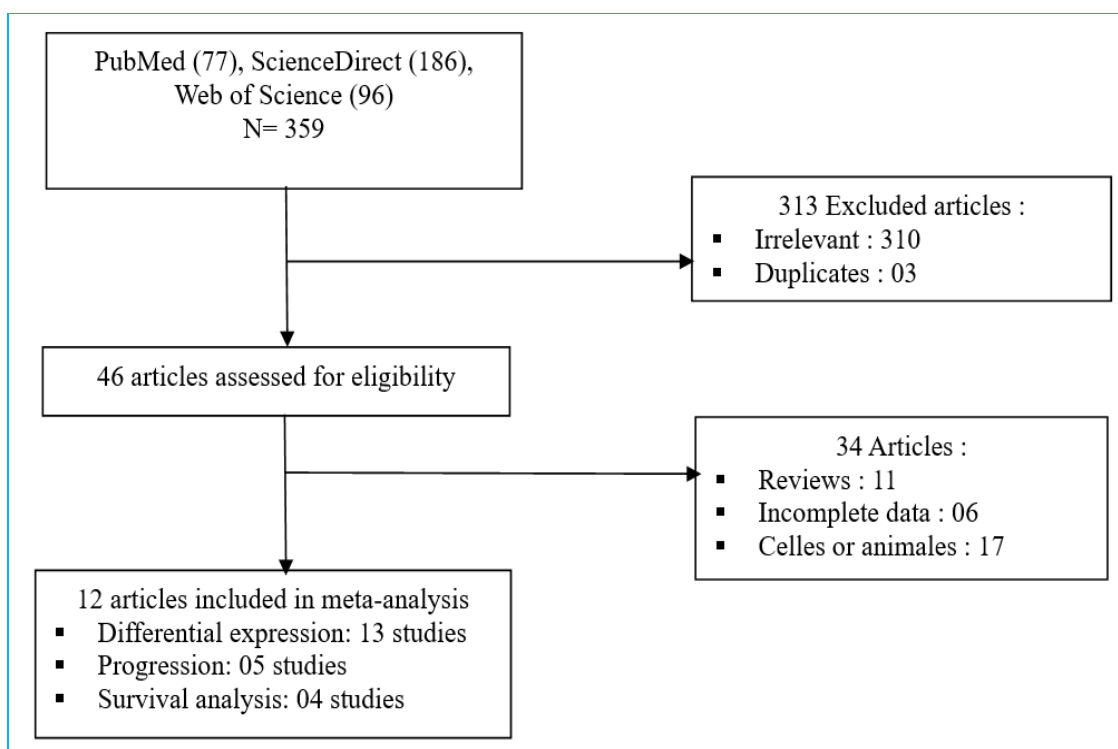 PubMed (77), ScienceDirect (186),
Web of Science (96)
N= 359
313 Excluded articles :
▪ Irrelevant : 310
▪ Duplicates : 03
46 articles assessed for eligibility
34 Articles :
▪ Reviews : 11
▪ Incomplete data : 06
▪ Celles or animales : 17
12 articles included in meta-analysis
▪ Differential expression: 13 studies
▪ Progression: 05 studies
▪ Survival analysis: 04 studies